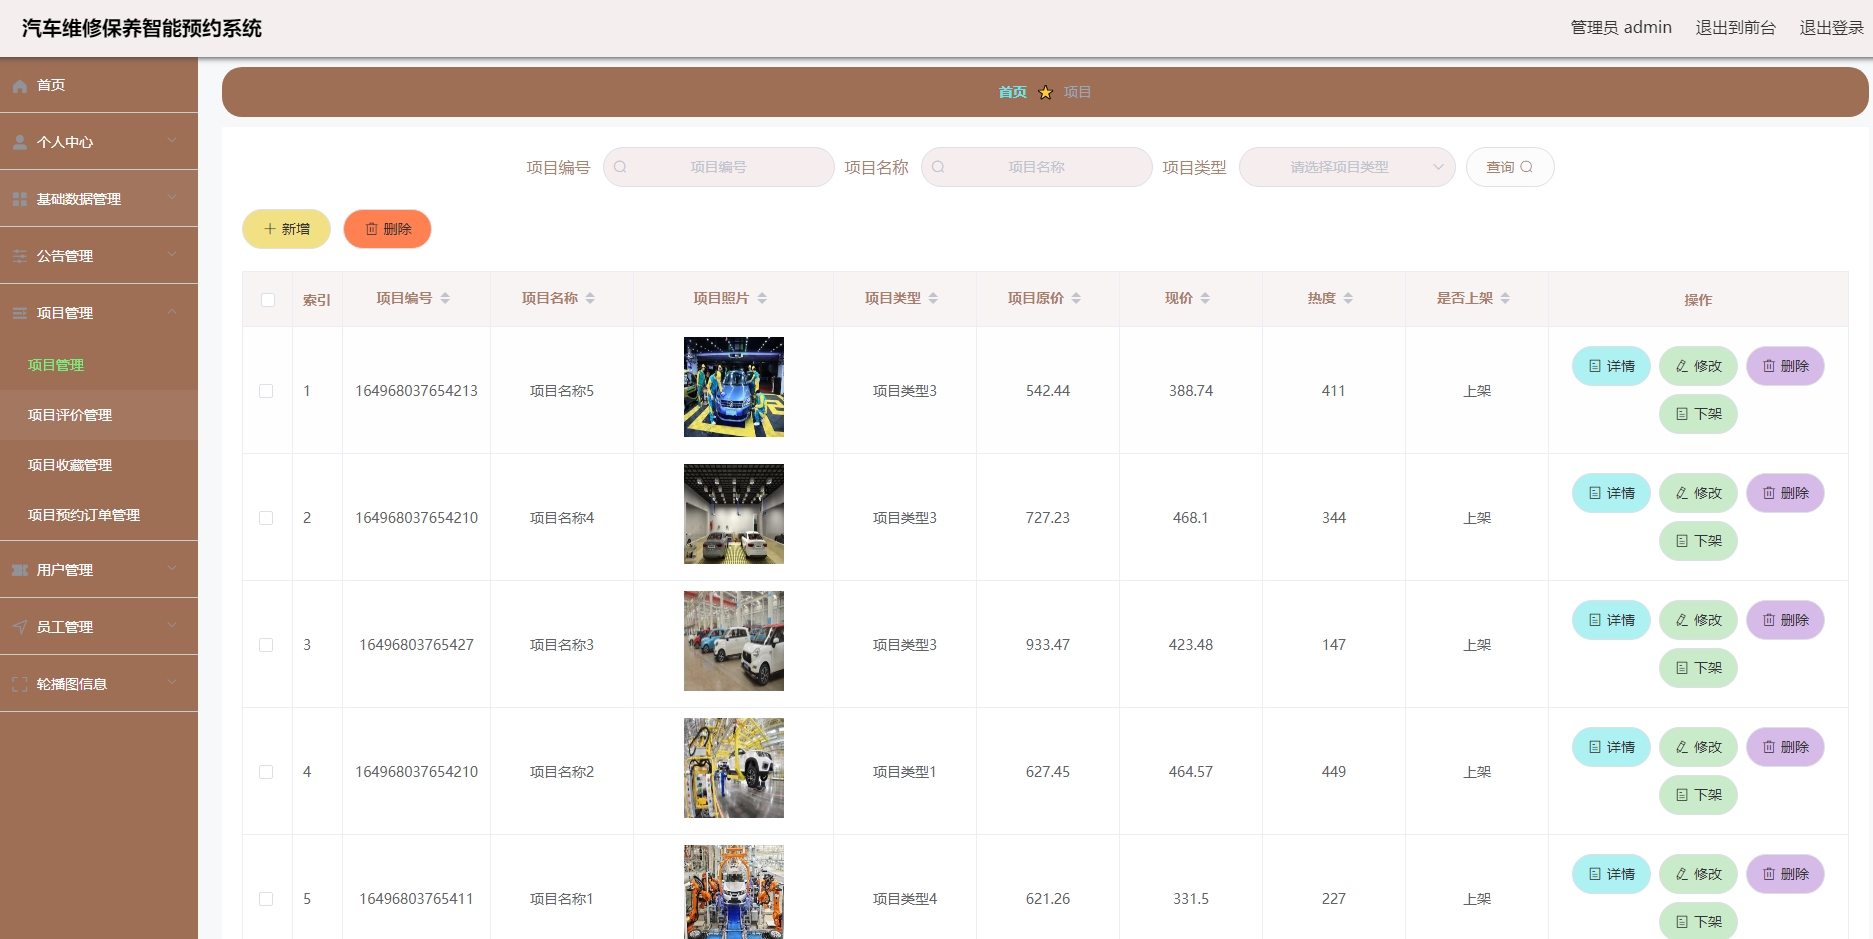 汽车维修保养智能预约系统
管理员 admin 退出到前台 退出登录
首页
个人中心
基础数据管理
公告管理
项目管理
项目管理
项目评价管理
项目收藏管理
项目预约订单管理
用户管理
员工管理
轮播图信息
首页 项目
项目编号 项目编号 项目名称 项目名称 项目类型 请选择项目类型 查询
新增 删除
索引 项目编号 项目名称 项目照片 项目类型 项目原价 现价 热度 是否上架 操作
1 164968037654213 项目名称5 项目类型3 542.44 388.74 411 上架 详情 修改 删除
下架
2 164968037654210 项目名称4 项目类型3 727.23 468.1 344 上架 详情 修改 删除
下架
3 16496803765427 项目名称3 项目类型3 933.47 423.48 147 上架 详情 修改 删除
下架
4 164968037654210 项目名称2 项目类型1 627.45 464.57 449 上架 详情 修改 删除
下架
5 16496803765411 项目名称1 项目类型4 621.26 331.5 227 上架 详情 修改 删除
下架